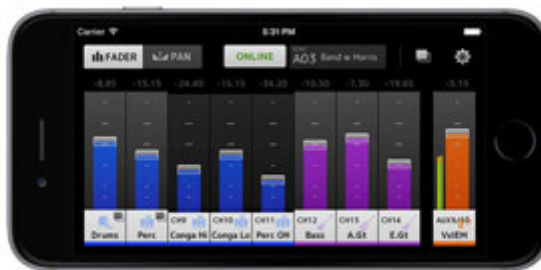 Carrier 5:31 PM
FADER PAN ONLINE A03 Band w Horns
-8.85 -15.15 -24.40 -15.15 -34.20 -10.50 -7.30 -19.65 -5.15
CH9 CH10 CH11 CH12 CH13 CH14
Drums Perc Conga Hi Conga Lo Perc OH Bass A.Gt E.Gt